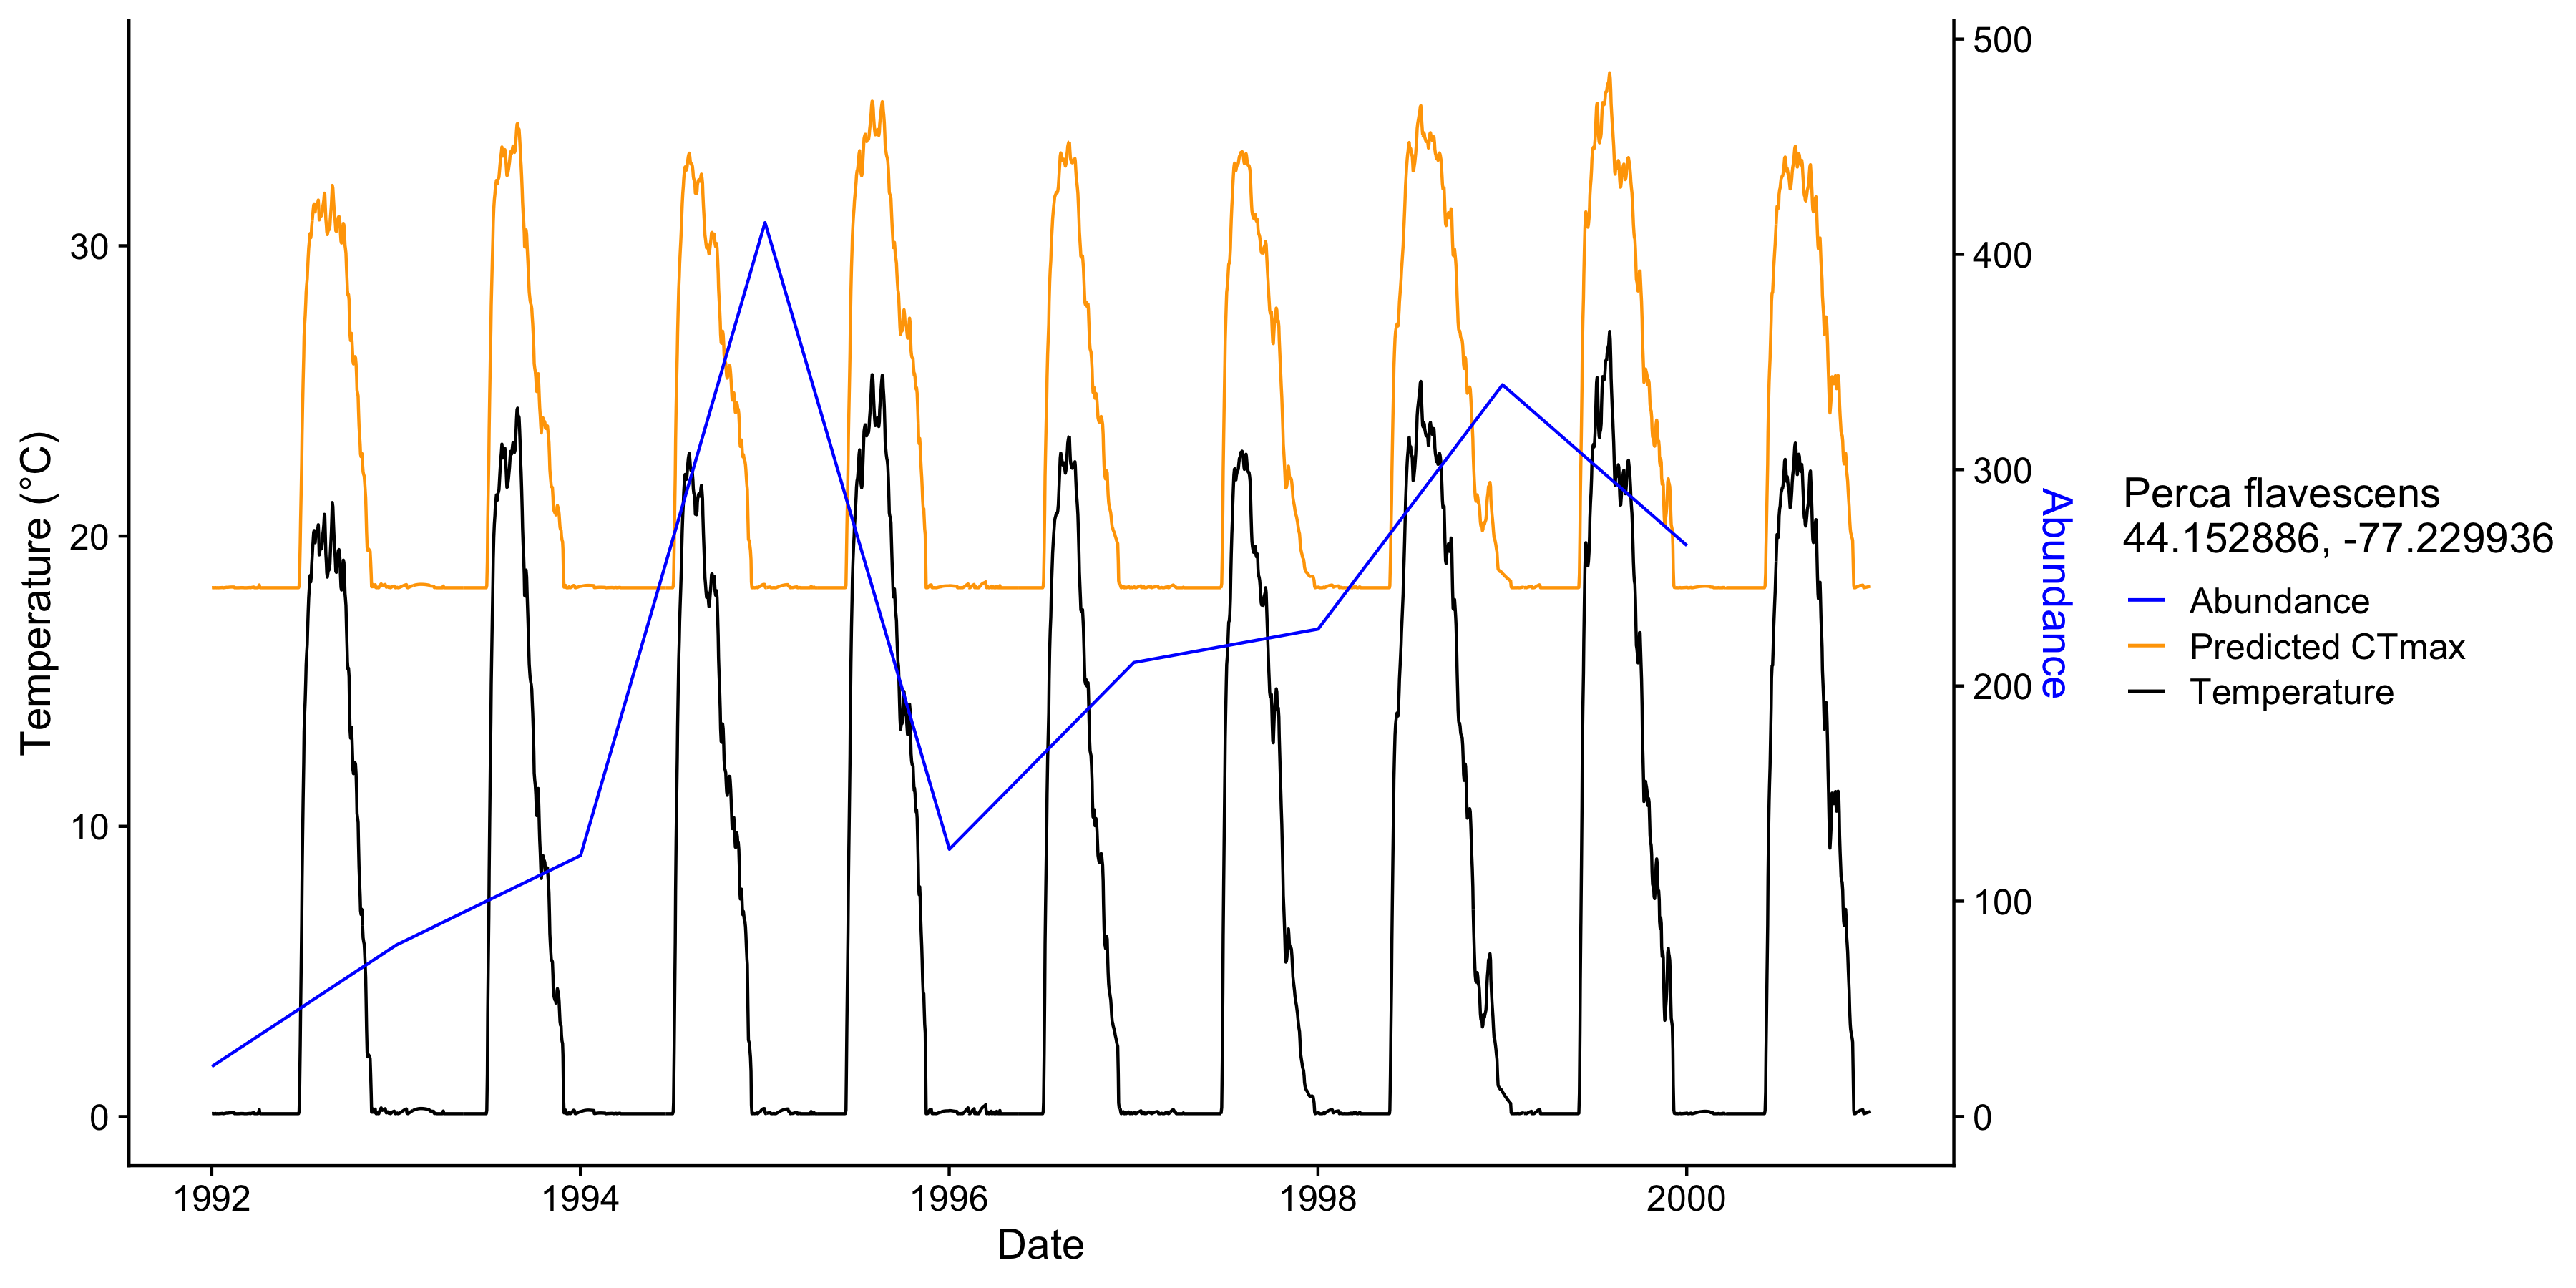 Temperature (°C)
30
20
10
0
1992
1994
1996
1998
2000
Date
500
400
300
200
100
0
Abundance
Perca flavescens
44.152886, -77.229936
Abundance
Predicted CTmax
Temperature